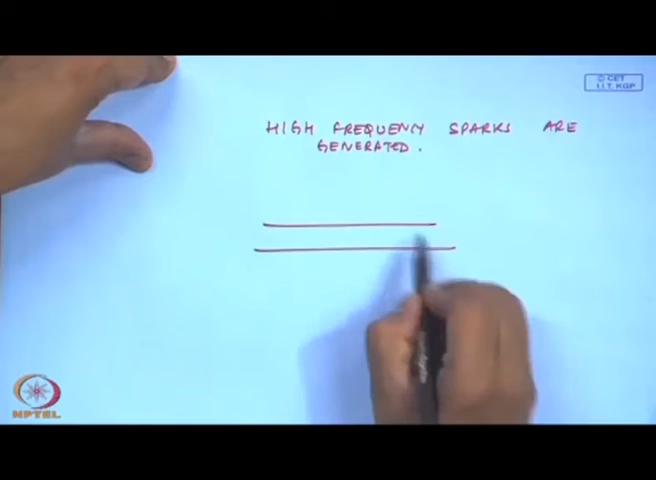 © CET
I.I.T. KGP
HIGH FREQUENCY SPARKS ARE
GENERATED.
NPTEL